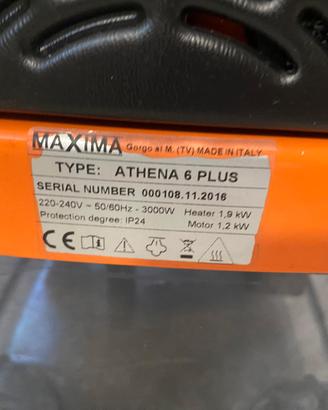 MAXIMA Gorgo al M. (TV) MADE IN ITALY
TYPE: ATHENA 6 PLUS
SERIAL NUMBER 000108.11.2016
220-240V ~ 50/60Hz - 3000W Heater 1,9 kW
Protection degree: IP24 Motor 1,2 kW
CE